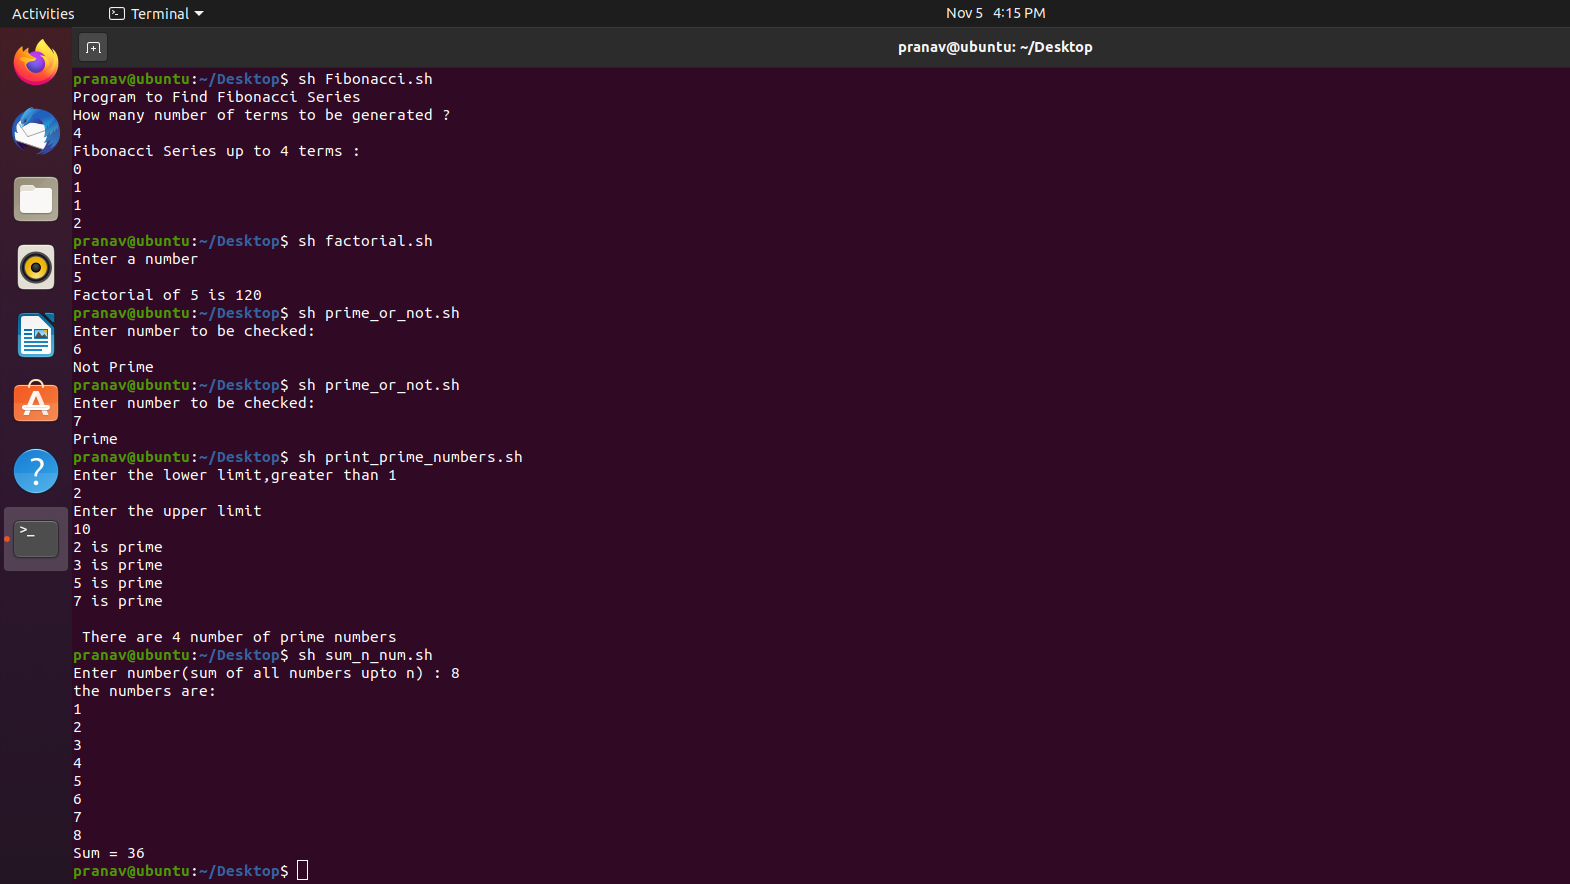 Activities
Terminal
Nov 5 4:15 PM
pranav@ubuntu: ~/Desktop
pranav@ubuntu:~/Desktop$ sh Fibonacci.sh
Program to Find Fibonacci Series
How many number of terms to be generated ?
4
Fibonacci Series up to 4 terms :
0
1
1
2
pranav@ubuntu:~/Desktop$ sh factorial.sh
Enter a number
5
Factorial of 5 is 120
pranav@ubuntu:~/Desktop$ sh prime_or_not.sh
Enter number to be checked:
6
Not Prime
pranav@ubuntu:~/Desktop$ sh prime_or_not.sh
Enter number to be checked:
7
Prime
pranav@ubuntu:~/Desktop$ sh print_prime_numbers.sh
Enter the lower limit,greater than 1
2
Enter the upper limit
10
2 is prime
3 is prime
5 is prime
7 is prime
There are 4 number of prime numbers
pranav@ubuntu:~/Desktop$ sh sum_n_num.sh
Enter number(sum of all numbers upto n) : 8
the numbers are:
1
2
3
4
5
6
7
8
Sum = 36
pranav@ubuntu:~/Desktop$